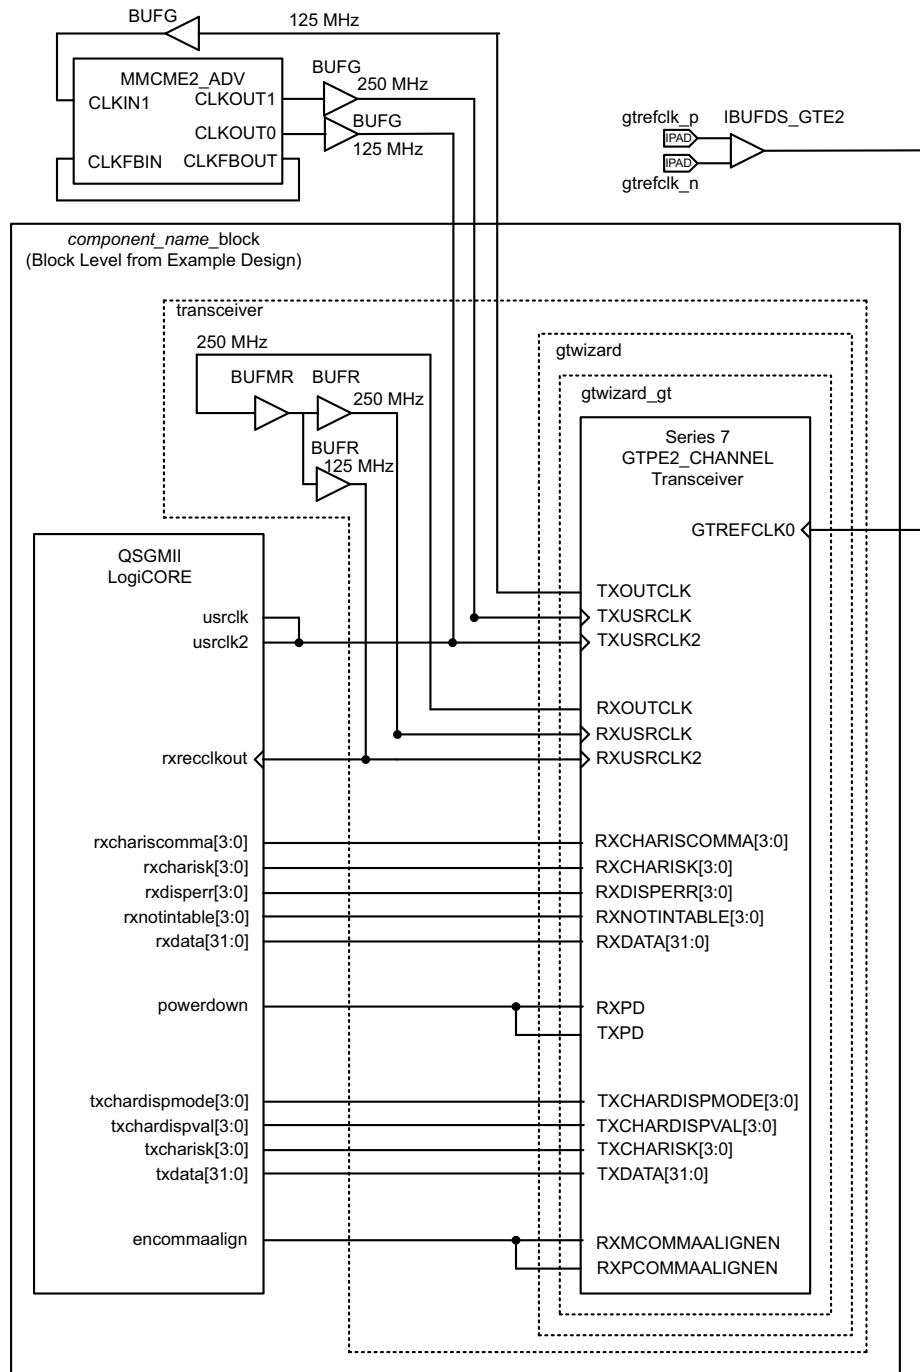 BUFG
125 MHz
MMCME2_ADV
CLKIN1
CLKOUT1
BUFG
250 MHz
CLKOUT0
BUFG
125 MHz
CLKFBIN
CLKFBOUT
gtrefclk_p
IPAD
IPAD
gtrefclk_n
IBUFDS_GTE2
component_name_block
(Block Level from Example Design)
transceiver
250 MHz
BUFMR
BUFR
250 MHz
BUFR
125 MHz
gtwizard
gtwizard_gt
Series 7
GTPE2_CHANNEL
Transceiver
GTREFCLK0
QSGMII
LogiCORE
usrclk
usrclk2
rxrecclkout
rxchariscomma[3:0]
rxcharisk[3:0]
rxdisperr[3:0]
rxnotintable[3:0]
rxdata[31:0]
powerdown
txchardispmode[3:0]
txchardispval[3:0]
txcharisk[3:0]
txdata[31:0]
encommaalign
TXOUTCLK
TXUSRCLK
TXUSRCLK2
RXOUTCLK
RXUSRCLK
RXUSRCLK2
RXCHARISCOMMA[3:0]
RXCHARISK[3:0]
RXDISPERR[3:0]
RXNOTINTABLE[3:0]
RXDATA[31:0]
RXPD
TXPD
TXCHARDISPMODE[3:0]
TXCHARDISPVAL[3:0]
TXCHARISK[3:0]
TXDATA[31:0]
RXMCOMMAALIGNEN
RXPCOMMAALIGNEN